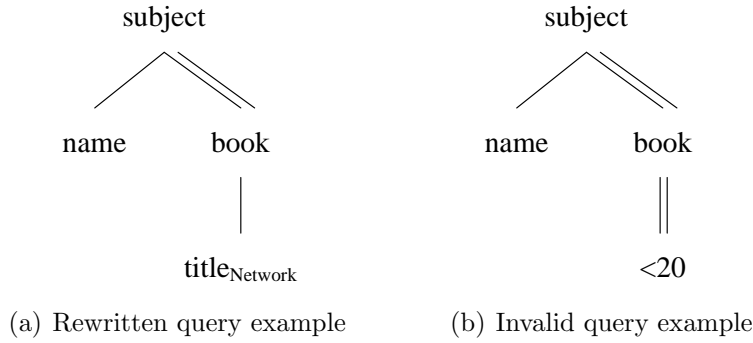 subject subject
name book name book
title_Network <20
(a) Rewritten query example (b) Invalid query example